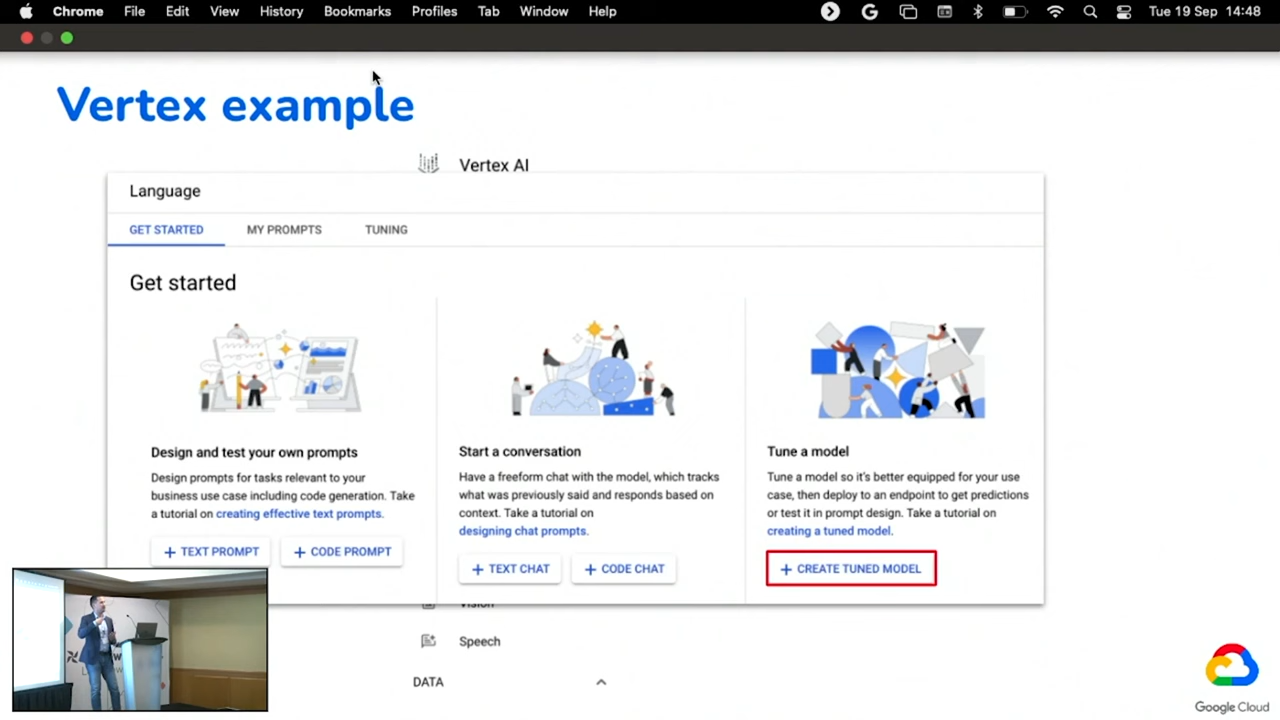 Chrome File Edit View History Bookmarks Profiles Tab Window Help Tue 19 Sep 14:48
Vertex example
Vertex AI
Language
GET STARTED MY PROMPTS TUNING
Get started
Design and test your own prompts
Design prompts for tasks relevant to your
business use case including code generation. Take
a tutorial on creating effective text prompts.
+ TEXT PROMPT + CODE PROMPT
Start a conversation
Have a freeform chat with the model, which tracks
what was previously said and responds based on
context. Take a tutorial on
designing chat prompts.
+ TEXT CHAT + CODE CHAT
Tune a model
Tune a model so it's better equipped for your use
case, then deploy to an endpoint to get predictions
or test it in prompt design. Take a tutorial on
creating a tuned model.
+ CREATE TUNED MODEL
Vision
Speech
DATA
Google Cloud